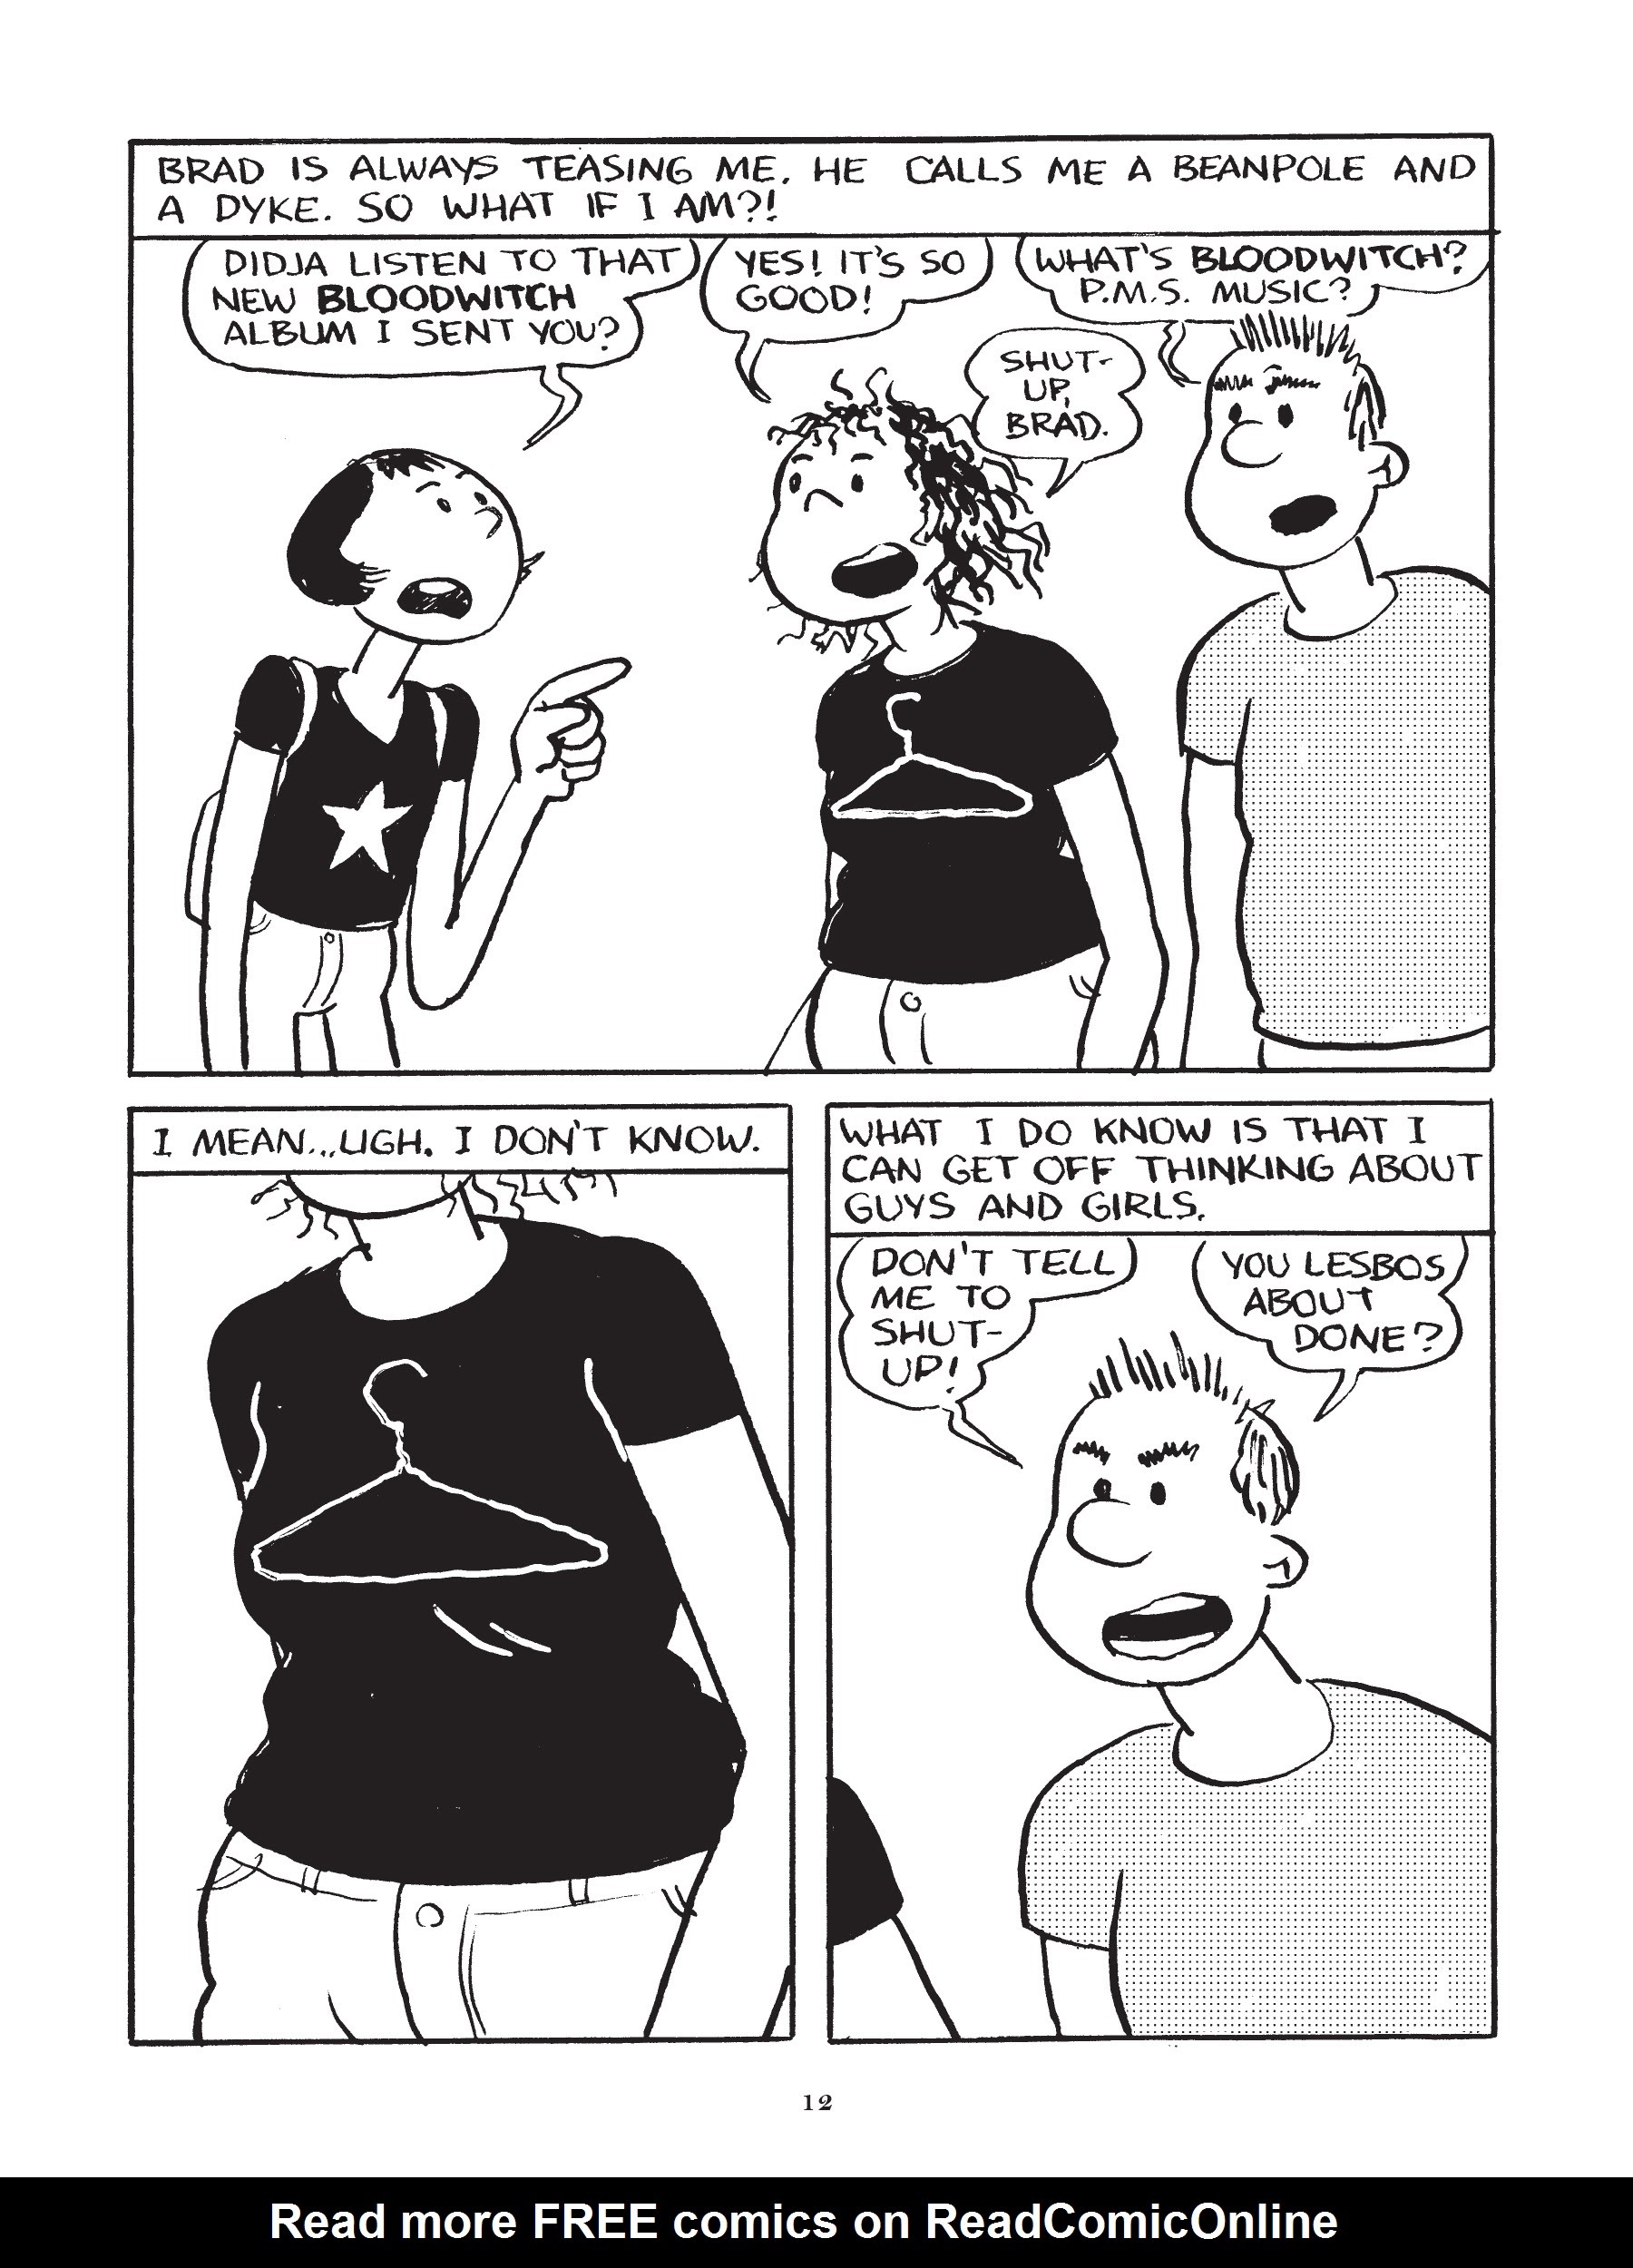 BRAD IS ALWAYS TEASING ME. HE CALLS ME A BEANPOLE AND
A DYKE. SO WHAT IF I AM?!
DIDJA LISTEN TO THAT
NEW BLOODWITCH
ALBUM I SENT YOU?
YES! IT'S SO
GOOD!
WHAT'S BLOODWITCH?
P.M.S. MUSIC?
SHUT-
UP,
BRAD.
I MEAN...UGH. I DON'T KNOW.
WHAT I DO KNOW IS THAT I
CAN GET OFF THINKING ABOUT
GUYS AND GIRLS.
DON'T TELL
ME TO
SHUT-
UP!
YOU LESBOS
ABOUT
DONE?
12
Read more FREE comics on ReadComicOnline